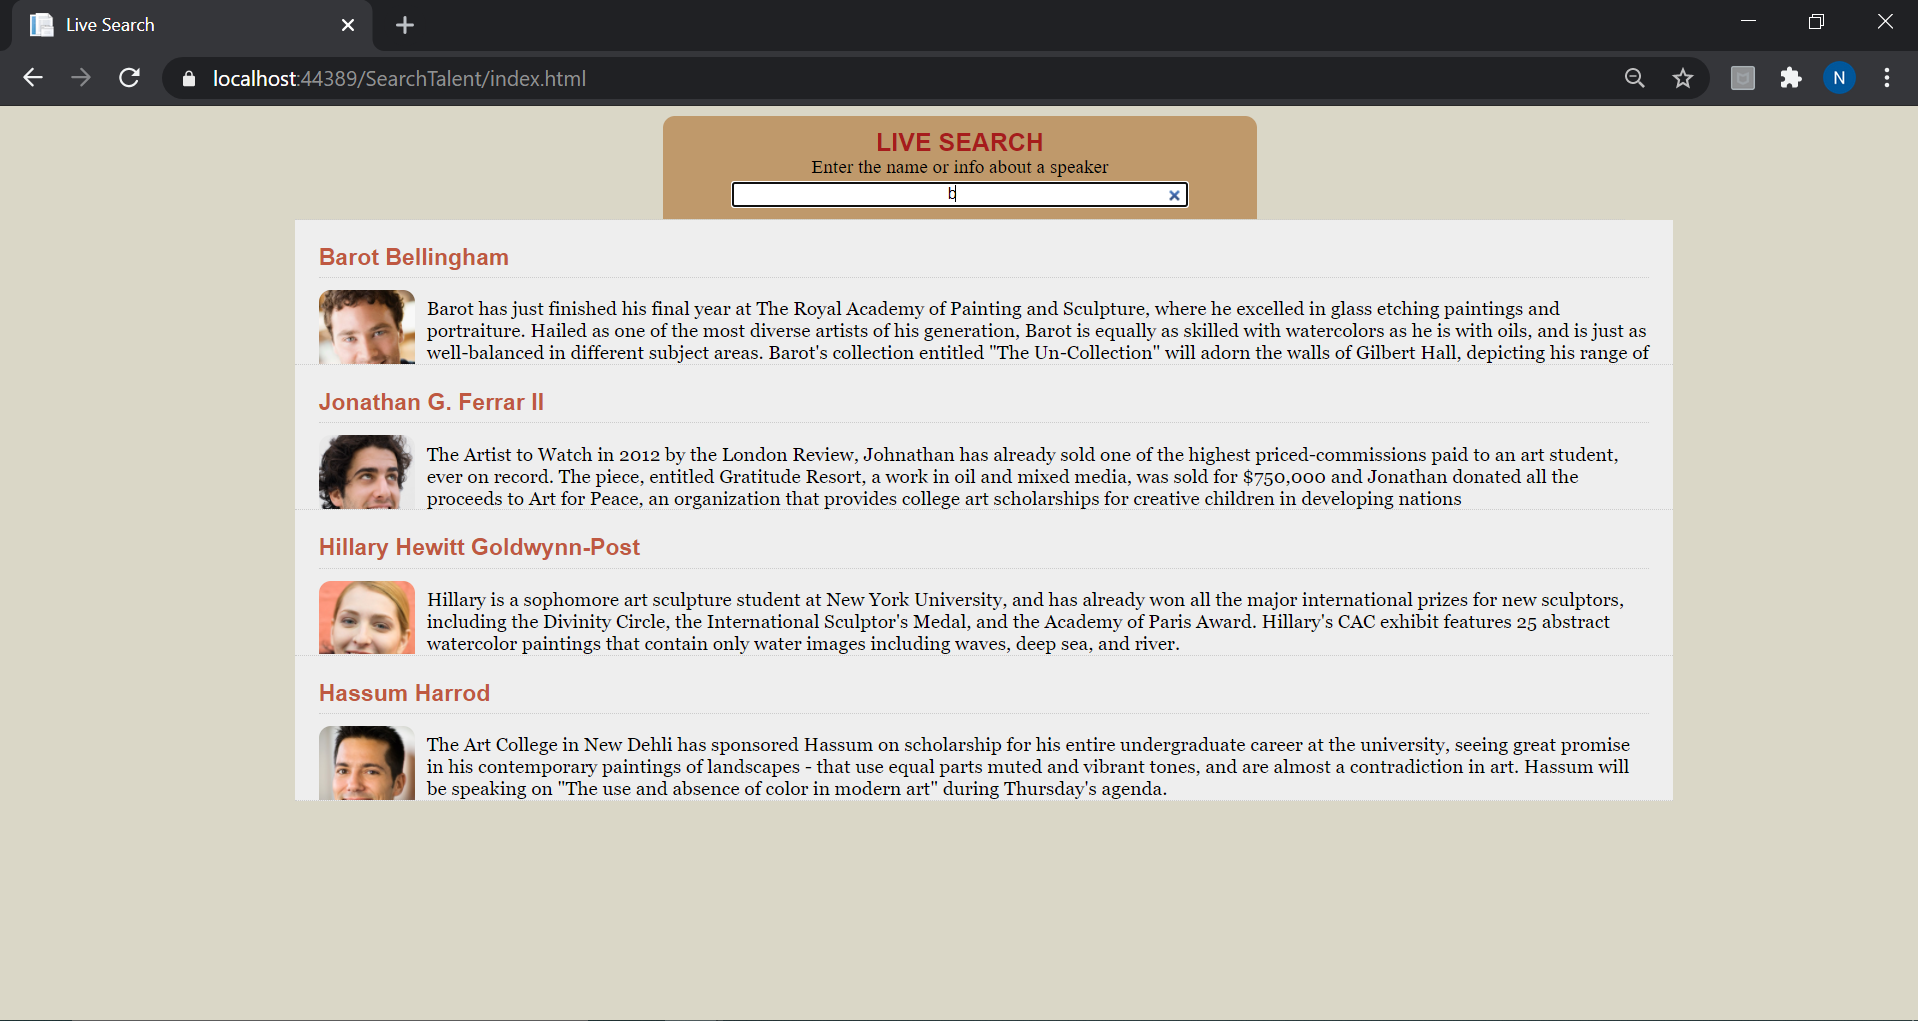 Live Search
localhost:44389/SearchTalent/index.html
N
LIVE SEARCH
Enter the name or info about a speaker
b
Barot Bellingham
Barot has just finished his final year at The Royal Academy of Painting and Sculpture, where he excelled in glass etching paintings and
portraiture. Hailed as one of the most diverse artists of his generation, Barot is equally as skilled with watercolors as he is with oils, and is just as
well-balanced in different subject areas. Barot's collection entitled "The Un-Collection" will adorn the walls of Gilbert Hall, depicting his range of
Jonathan G. Ferrar II
The Artist to Watch in 2012 by the London Review, Johnathan has already sold one of the highest priced-commissions paid to an art student,
ever on record. The piece, entitled Gratitude Resort, a work in oil and mixed media, was sold for $750,000 and Jonathan donated all the
proceeds to Art for Peace, an organization that provides college art scholarships for creative children in developing nations
Hillary Hewitt Goldwynn-Post
Hillary is a sophomore art sculpture student at New York University, and has already won all the major international prizes for new sculptors,
including the Divinity Circle, the International Sculptor's Medal, and the Academy of Paris Award. Hillary's CAC exhibit features 25 abstract
watercolor paintings that contain only water images including waves, deep sea, and river.
Hassum Harrod
The Art College in New Dehli has sponsored Hassum on scholarship for his entire undergraduate career at the university, seeing great promise
in his contemporary paintings of landscapes - that use equal parts muted and vibrant tones, and are almost a contradiction in art. Hassum will
be speaking on "The use and absence of color in modern art" during Thursday's agenda.